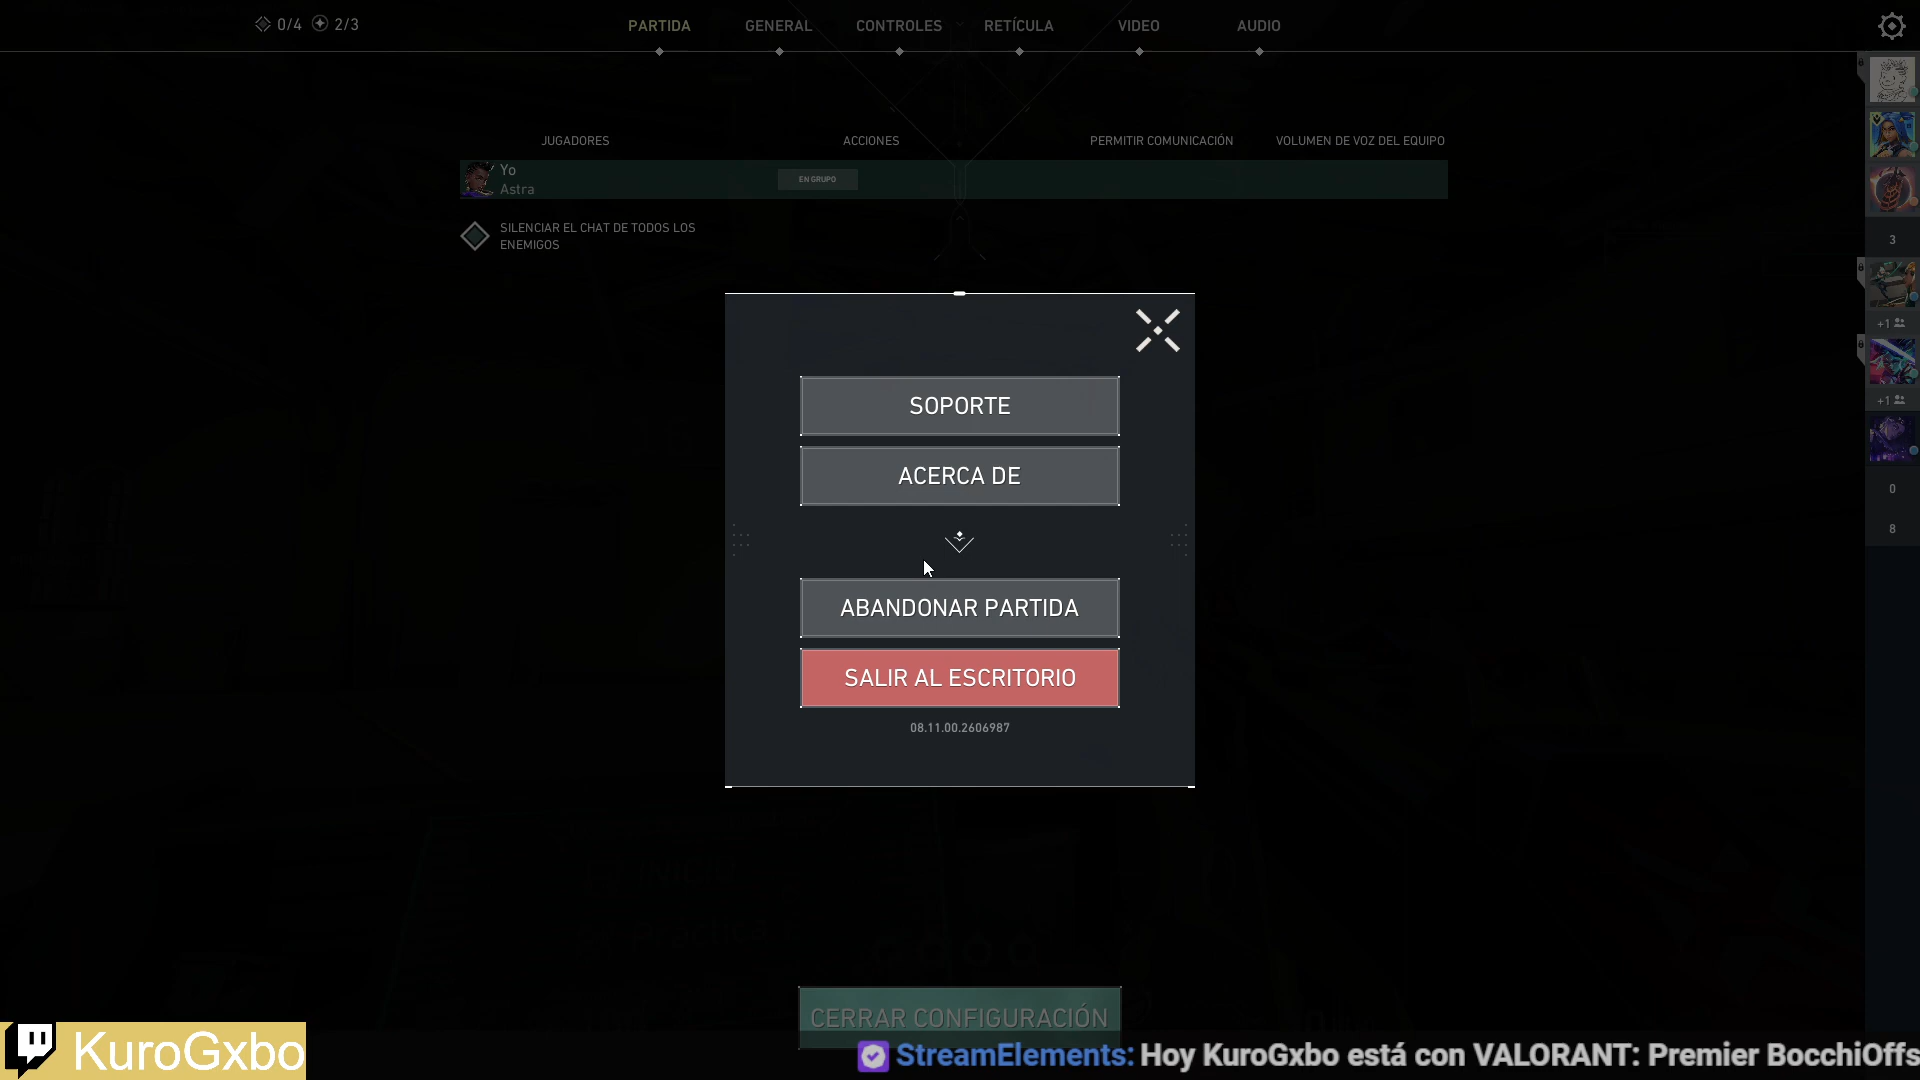 0/4 2/3
PARTIDA
GENERAL
CONTROLES
RETÍCULA
VIDEO
AUDIO
JUGADORES
ACCIONES
PERMITIR COMUNICACIÓN
VOLUMEN DE VOZ DEL EQUIPO
Yo
Astra
EN GRUPO
SILENCIAR EL CHAT DE TODOS LOS
ENEMIGOS
3
+1
+1
0
8
SOPORTE
ACERCA DE
ABANDONAR PARTIDA
SALIR AL ESCRITORIO
08.11.00.2606987
CERRAR CONFIGURACIÓN
KuroGxbo
StreamElements: Hoy KuroGxbo está con VALORANT: Premier BocchiOffs